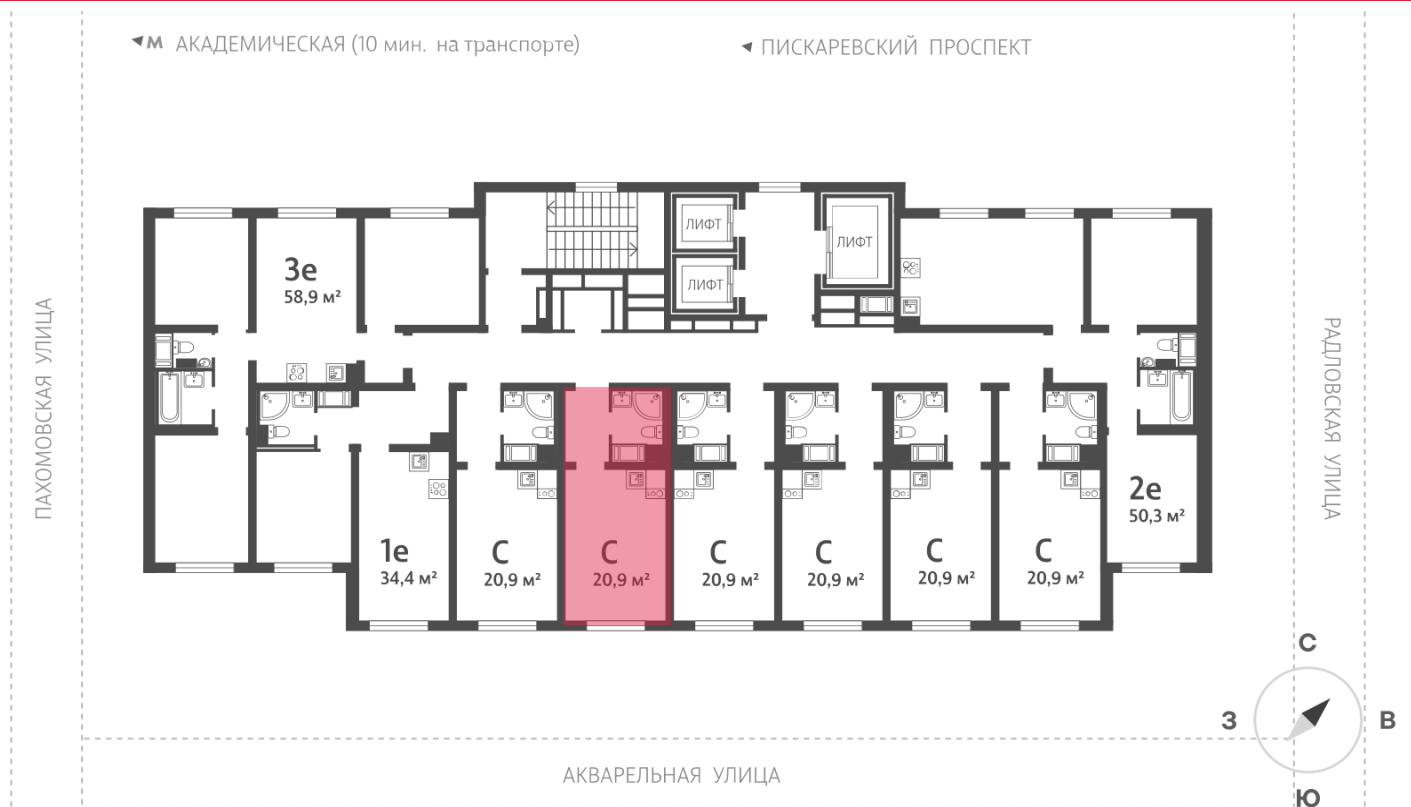 М АКАДЕМИЧЕСКАЯ (10 мин. на транспорте)
ПИСКАРЕВСКИЙ ПРОСПЕКТ
ЛИФТ
ЛИФТ
ЛИФТ
3е
58,9 м²
ПАХОМОВСКАЯ УЛИЦА
РАДЛОВСКАЯ УЛИЦА
2е
50,3 м²
1е
34,4 м²
С
20,9 м²
С
20,9 м²
С
20,9 м²
С
20,9 м²
С
20,9 м²
С
20,9 м²
С
З
В
Ю
АКВАРЕЛЬНАЯ УЛИЦА